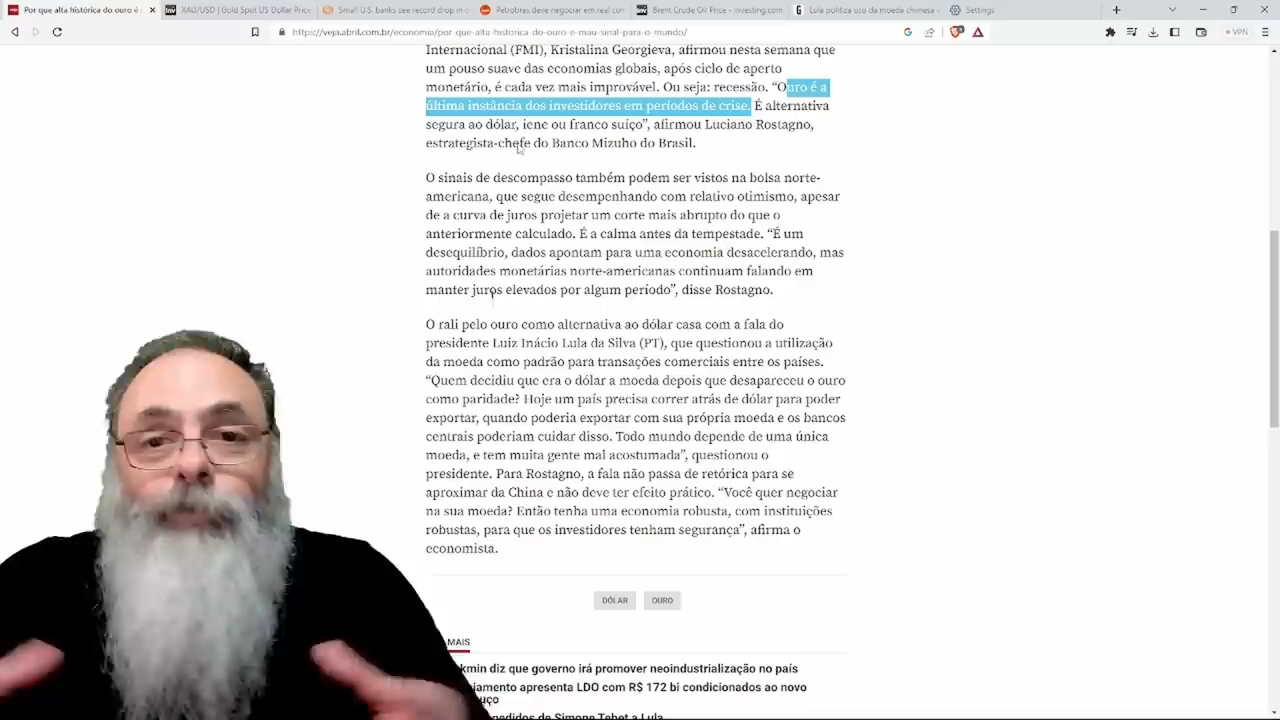 Por que alta histórica do ouro é
XAU/USD | Gold Spot US Dollar Price
Small U.S. banks see record drop in
Petrobras deve negociar em real con
Brent Crude Oil Price - Investing.com
Lula politiza uso da moeda chinesa
Settings
https://veja.abril.com.br/economia/por-que-alta-historica-do-ouro-e-mau-sinal-para-o-mundo/
VPN
Internacional (FMI), Kristalina Georgieva, afirmou nesta semana que
um pouso suave das economias globais, após ciclo de aperto
monetário, é cada vez mais improvável. Ou seja: recessão. “Ouro é a
última instância dos investidores em períodos de crise. É alternativa
segura ao dólar, iene ou franco suíço”, afirmou Luciano Rostagno,
estrategista-chefe do Banco Mizuho do Brasil.
O sinais de descompasso também podem ser vistos na bolsa norte-
americana, que segue desempenhando com relativo otimismo, apesar
de a curva de juros projetar um corte mais abrupto do que o
anteriormente calculado. É a calma antes da tempestade. “É um
desequilíbrio, dados apontam para uma economia desacelerando, mas
autoridades monetárias norte-americanas continuam falando em
manter juros elevados por algum período”, disse Rostagno.
O rali pelo ouro como alternativa ao dólar casa com a fala do
presidente Luiz Inácio Lula da Silva (PT), que questionou a utilização
da moeda como padrão para transações comerciais entre os países.
“Quem decidiu que era o dólar a moeda depois que desapareceu o ouro
como paridade? Hoje um país precisa correr atrás de dólar para poder
exportar, quando poderia exportar com sua própria moeda e os bancos
centrais poderiam cuidar disso. Todo mundo depende de uma única
moeda, e tem muita gente mal acostumada”, questionou o
presidente. Para Rostagno, a fala não passa de retórica para se
aproximar da China e não deve ter efeito prático. “Você quer negociar
na sua moeda? Então tenha uma economia robusta, com instituições
robustas, para que os investidores tenham segurança”, afirma o
economista.
DÓLAR OURO
MAIS
kmin diz que governo irá promover neoindustrialização no país
jamento apresenta LDO com R$ 172 bi condicionados ao novo
uço
pedidos de Simone Tebet a Lula